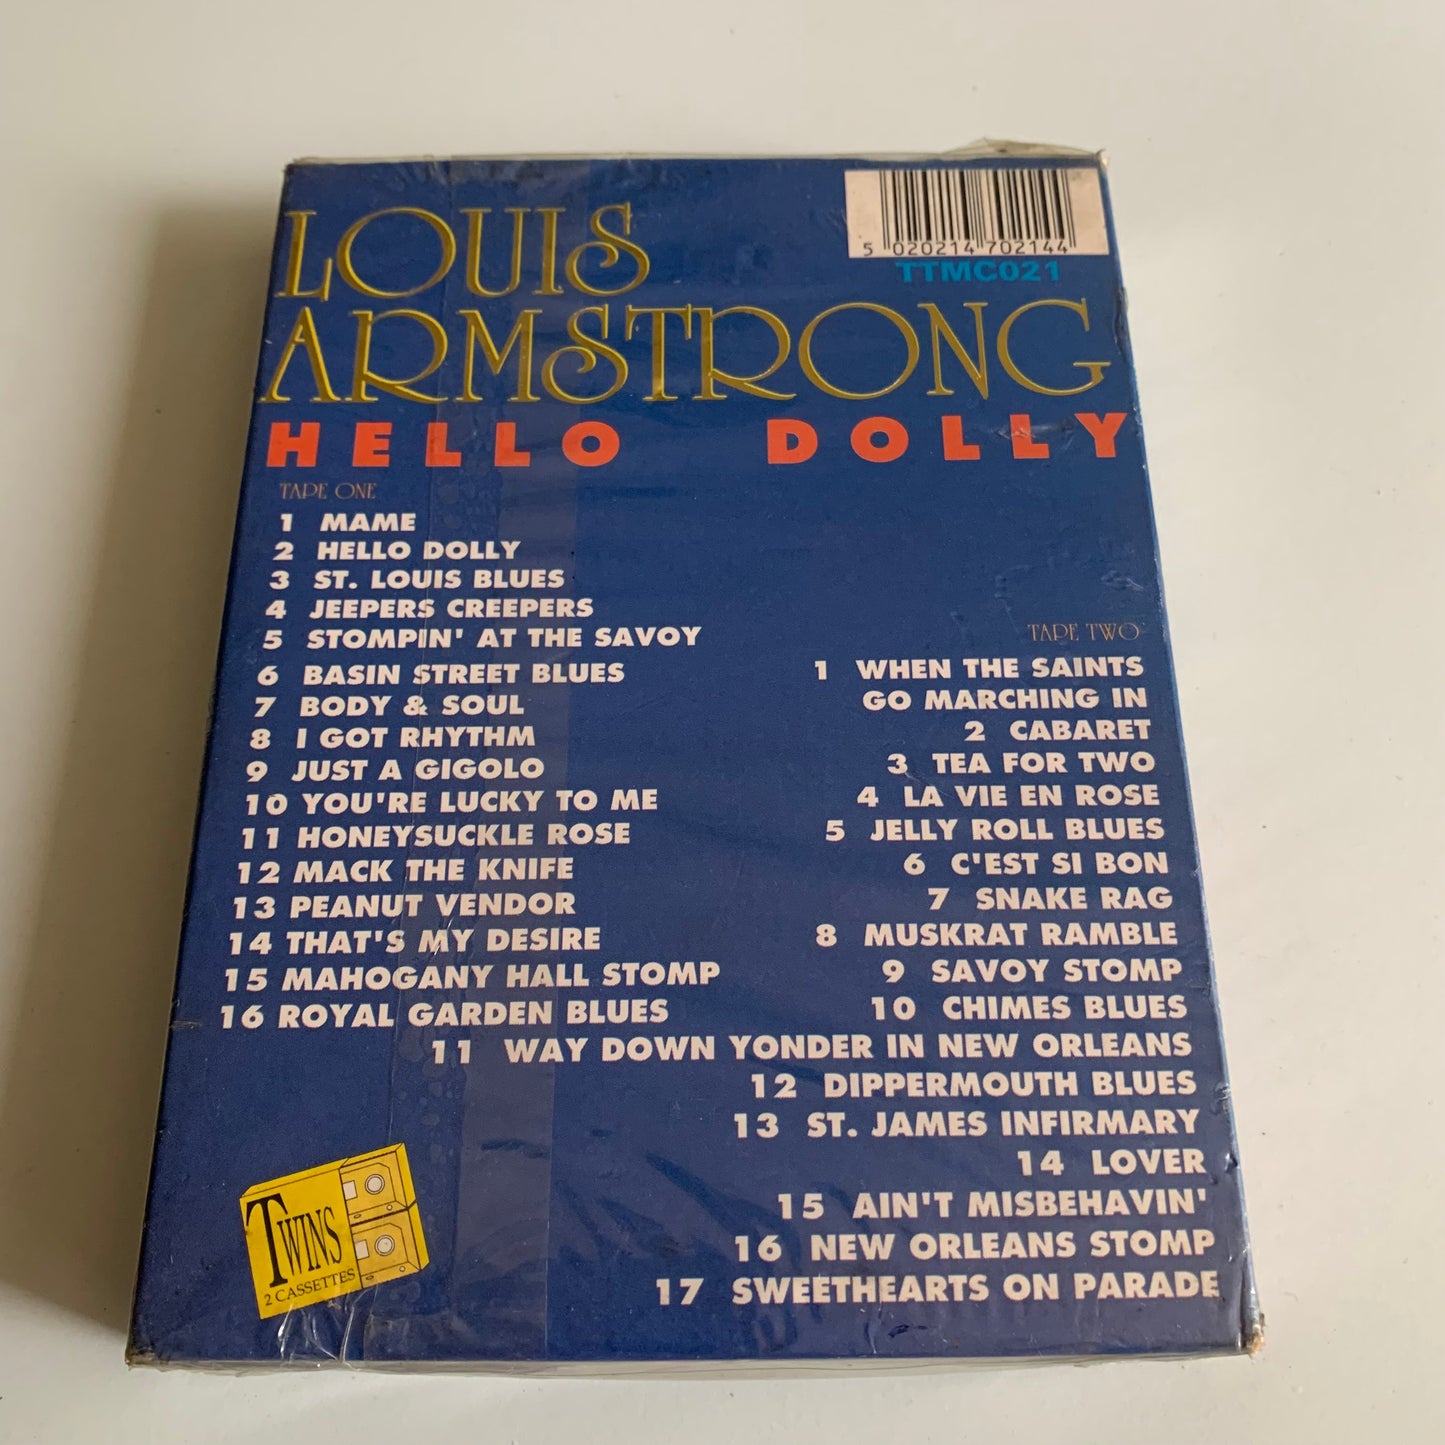 5 020214 702144
TTMC021
LOUIS
ARMSTRONG
HELLO DOLLY
TAPE ONE
1 MAME
2 HELLO DOLLY
3 ST. LOUIS BLUES
4 JEEPERS CREEPERS
5 STOMPIN' AT THE SAVOY
6 BASIN STREET BLUES
7 BODY & SOUL
8 I GOT RHYTHM
9 JUST A GIGOLO
10 YOU'RE LUCKY TO ME
11 HONEYSUCKLE ROSE
12 MACK THE KNIFE
13 PEANUT VENDOR
14 THAT'S MY DESIRE
15 MAHOGANY HALL STOMP
16 ROYAL GARDEN BLUES
TAPE TWO
1 WHEN THE SAINTS
GO MARCHING IN
2 CABARET
3 TEA FOR TWO
4 LA VIE EN ROSE
5 JELLY ROLL BLUES
6 C'EST SI BON
7 SNAKE RAG
8 MUSKRAT RAMBLE
9 SAVOY STOMP
10 CHIMES BLUES
11 WAY DOWN YONDER IN NEW ORLEANS
12 DIPPERMOUTH BLUES
13 ST. JAMES INFIRMARY
14 LOVER
15 AIN'T MISBEHAVIN'
16 NEW ORLEANS STOMP
17 SWEETHEARTS ON PARADE
TWINS
2 CASSETTES